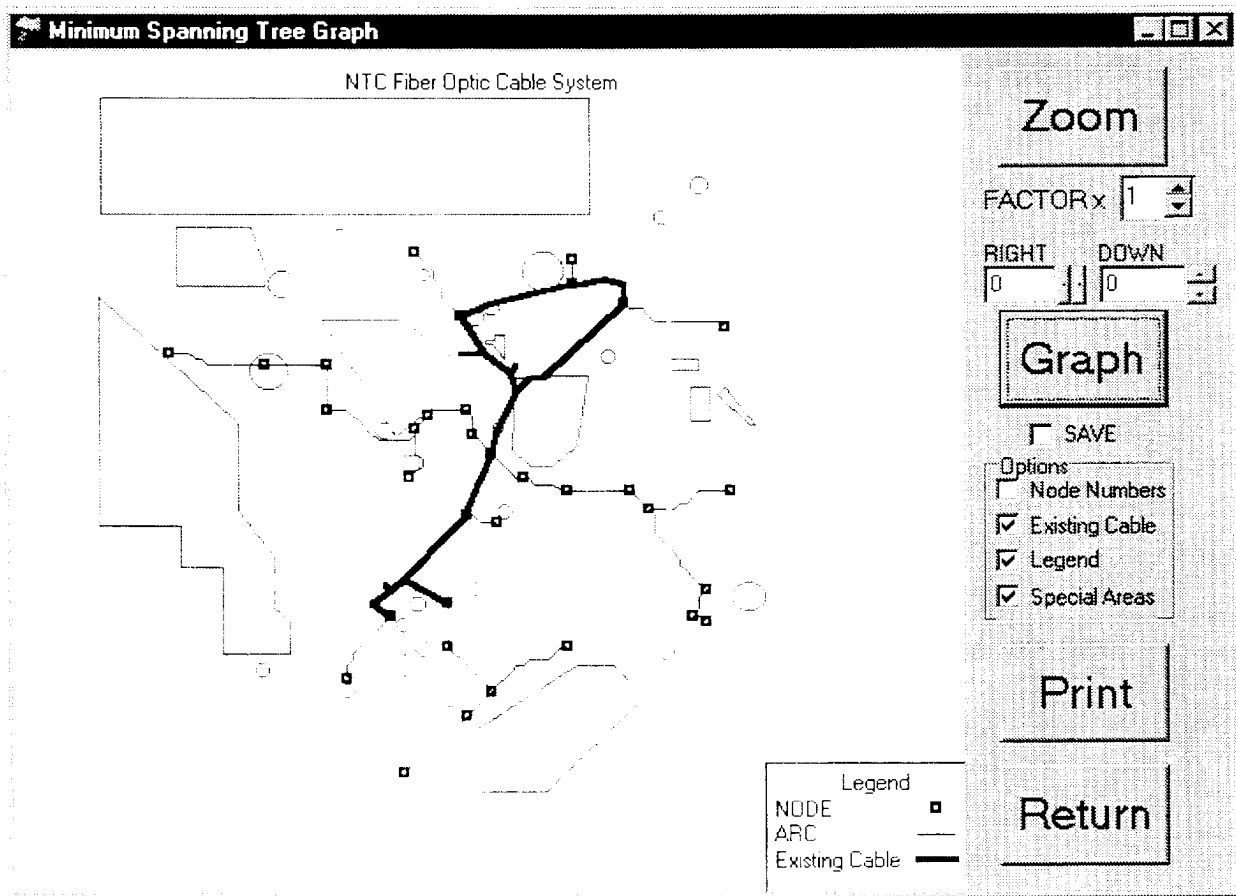 Minimum Spanning Tree Graph
NTC Fiber Optic Cable System
Zoom
FACTOR x 1
RIGHT DOWN
0 0
Graph
SAVE
Options
Node Numbers
Existing Cable
Legend
Special Areas
Print
Return
Legend
NODE
ARC
Existing Cable